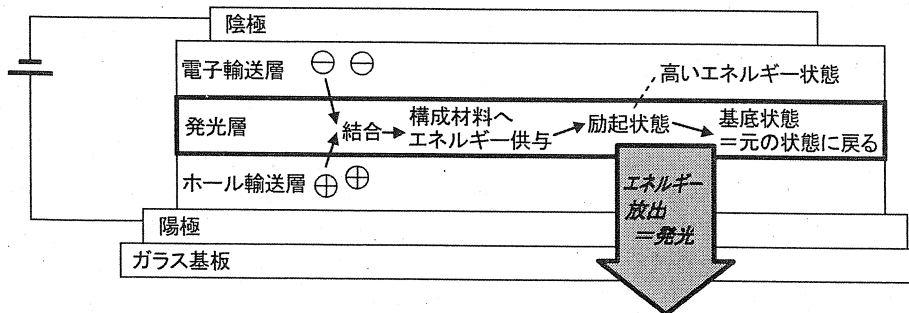 陰極
電子輸送層 ⊖ ⊖
高いエネルギー状態
発光層
結合
構成材料へ
エネルギー供与
励起状態
基底状態
=元の状態に戻る
ホール輸送層 ⊕ ⊕
エネルギー
放出
=発光
陽極
ガラス基板